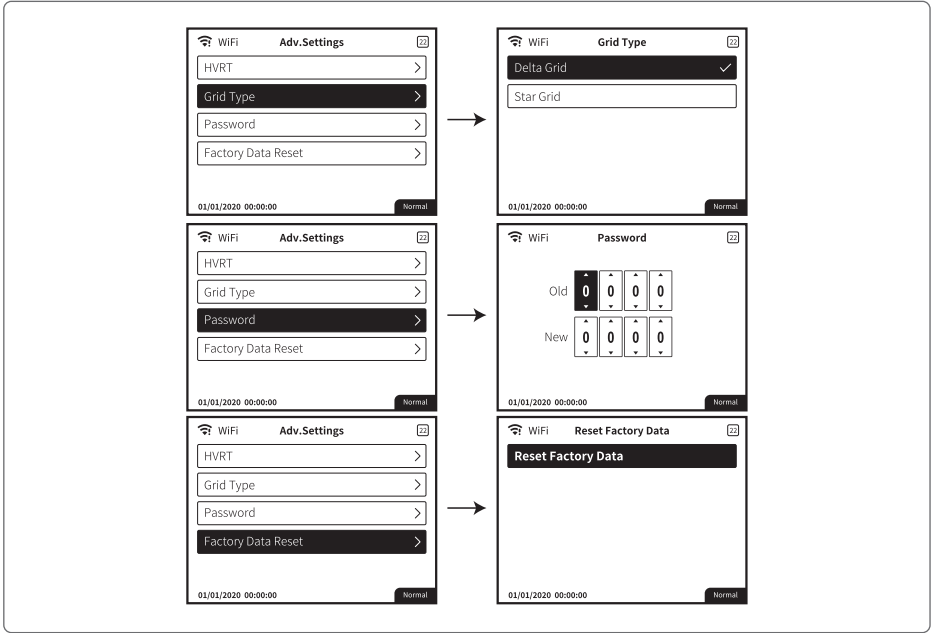 WiFi Adv.Settings 22
HVRT
Grid Type
Password
Factory Data Reset
01/01/2020 00:00:00 Normal
WiFi Grid Type 22
Delta Grid
Star Grid
01/01/2020 00:00:00 Normal
WiFi Adv.Settings 22
HVRT
Grid Type
Password
Factory Data Reset
01/01/2020 00:00:00 Normal
WiFi Password 22
Old 0 0 0 0
New 0 0 0 0
01/01/2020 00:00:00 Normal
WiFi Adv.Settings 22
HVRT
Grid Type
Password
Factory Data Reset
01/01/2020 00:00:00 Normal
WiFi Reset Factory Data 22
Reset Factory Data
01/01/2020 00:00:00 Normal